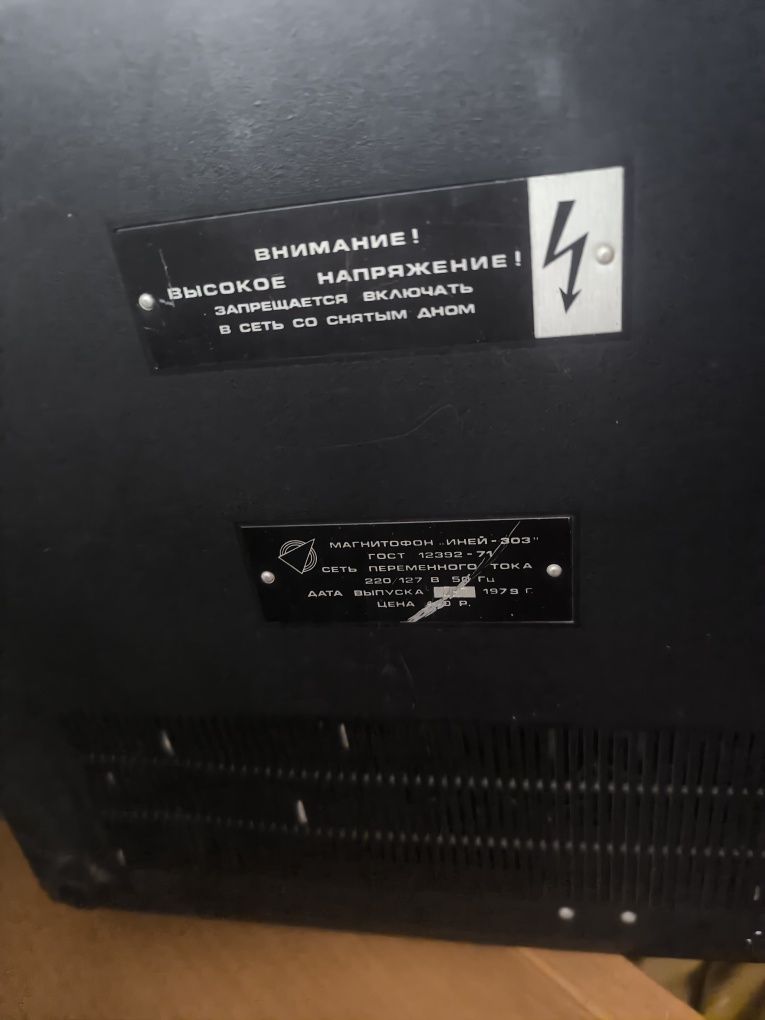 ВНИМАНИЕ!
ВЫСОКОЕ НАПРЯЖЕНИЕ!
ЗАПРЕЩАЕТСЯ ВКЛЮЧАТЬ
В СЕТЬ СО СНЯТЫМ ДНОМ
МАГНИТОФОН „ИНЕЙ-303"
ГОСТ 12392-71
СЕТЬ ПЕРЕМЕННОГО ТОКА
220/127 В 50 Гц
ДАТА ВЫПУСКА 1979 Г.
ЦЕНА Р.